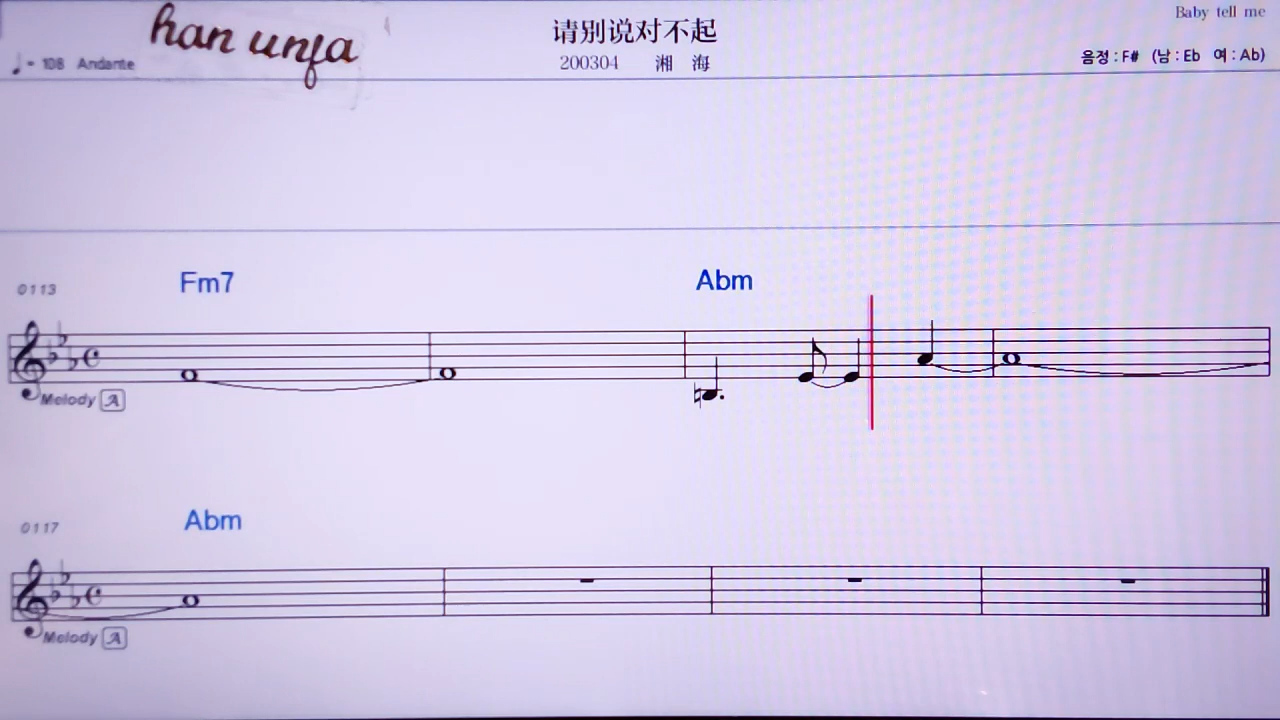 Baby tell me
han unfa
请别说对不起
♩= 108 Andante
200304 湘 海
음정 : F# (남 : Eb 여 : Ab)
Fm7 Abm
0113
Melody A
Abm
0117
Melody A